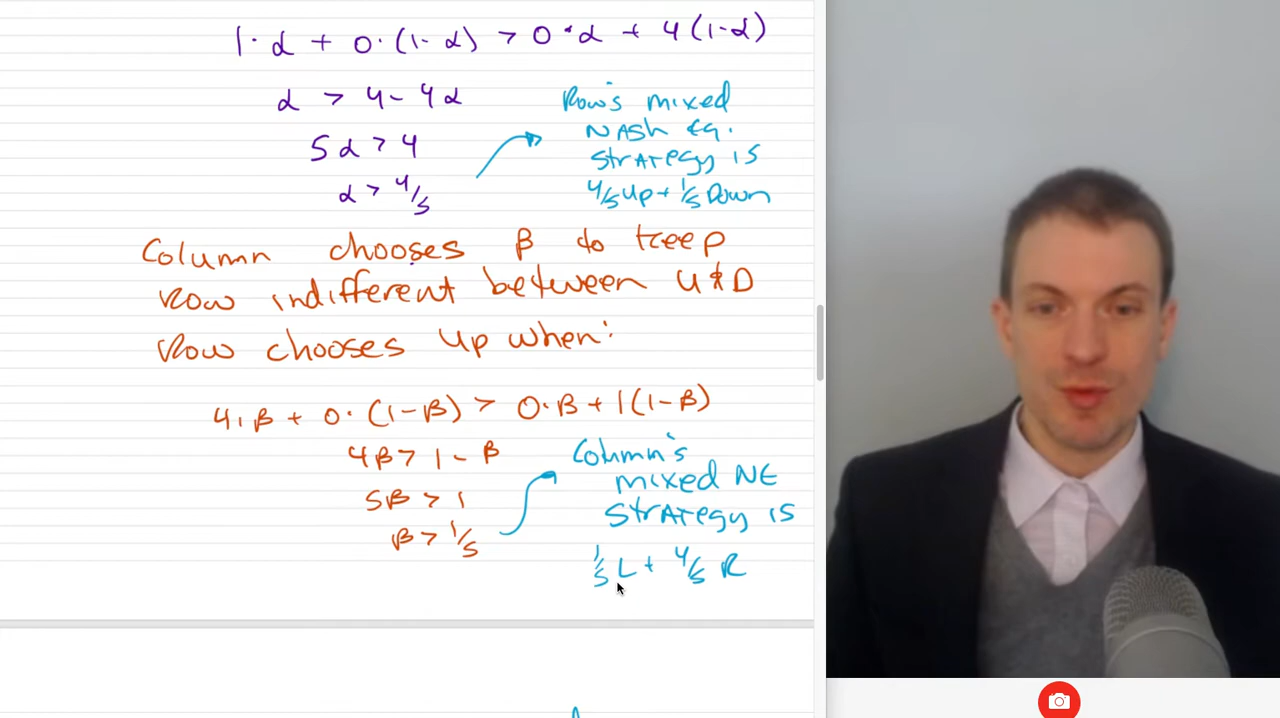 1·α + 0·(1-α) > 0·α + 4(1-α)
α > 4 - 4α
5α > 4
α > 4/5
Row's mixed
NASH Eq.
StrAtegy is
4/5 Up + 1/5 Down
Column chooses β to keep
Row indifferent between U & D
Row chooses Up when:
4·β + 0·(1-β) > 0·β + 1(1-β)
4β > 1 - β
5β > 1
β > 1/5
Column's
mixed NE
StrAtegy is
1/5 L + 4/5 R